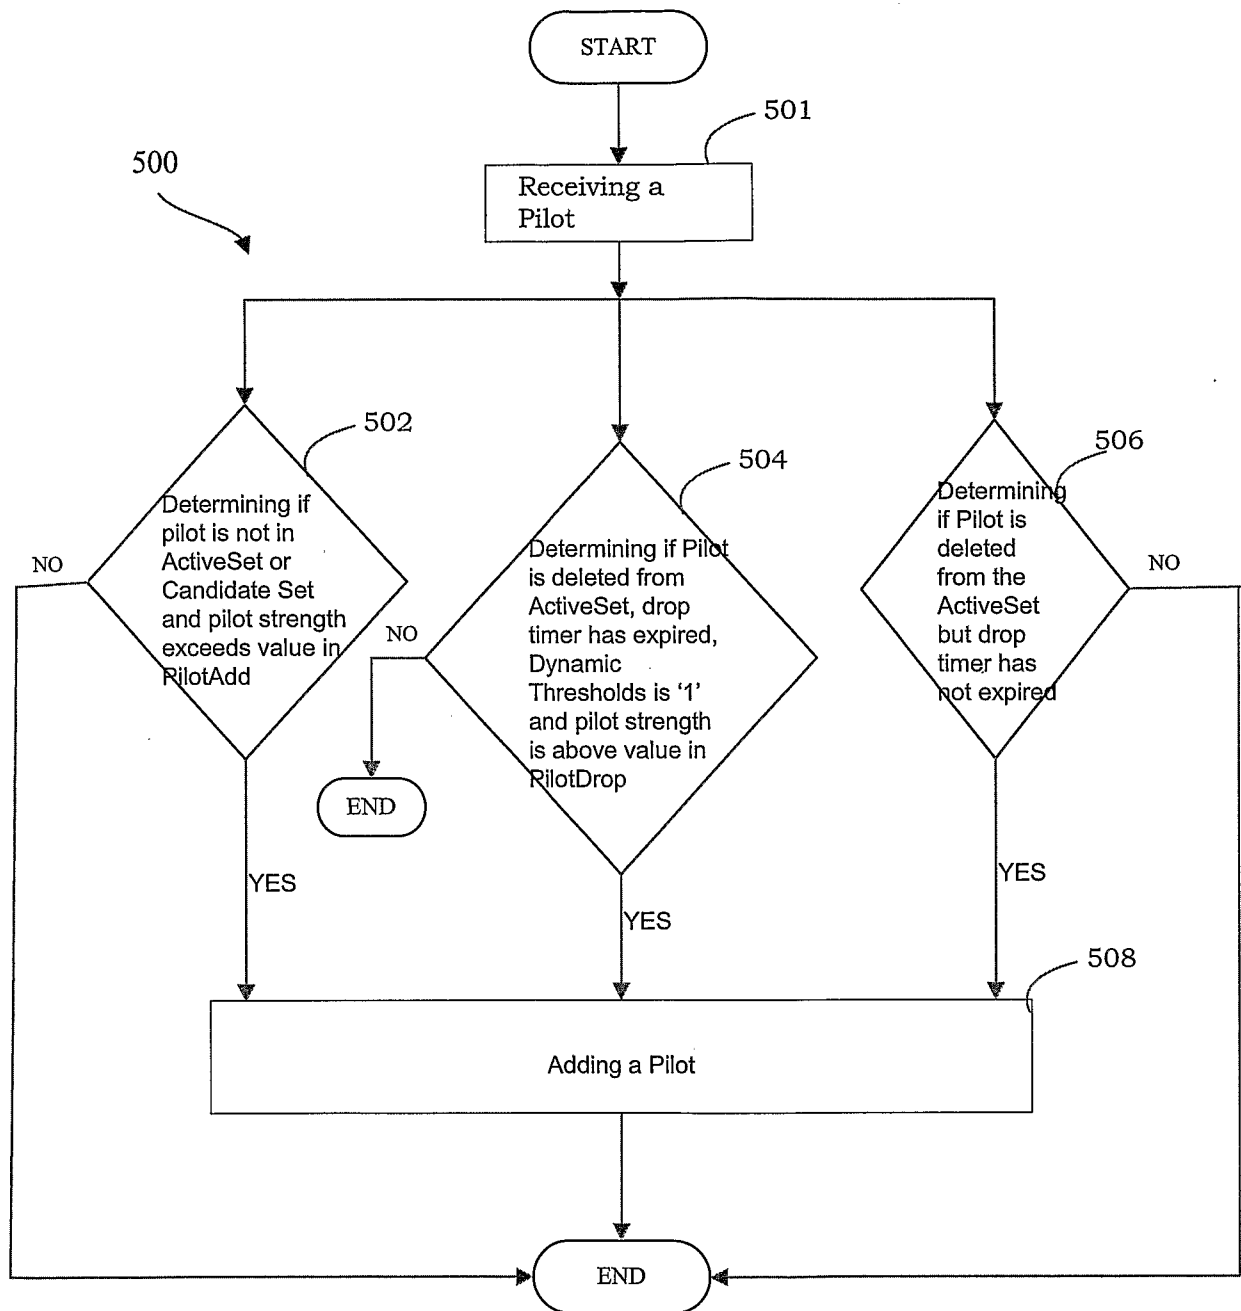 START
501
500
Receiving a
Pilot
502
Determining if
pilot is not in
ActiveSet or
Candidate Set
and pilot strength
exceeds value in
PilotAdd
NO
504
Determining if Pilot
is deleted from
ActiveSet, drop
timer has expired,
Dynamic
Thresholds is ‘1’
and pilot strength
is above value in
PilotDrop
NO
END
506
Determining
if Pilot is
deleted
from the
ActiveSet
but drop
timer has
not expired
NO
YES
YES
YES
508
Adding a Pilot
END